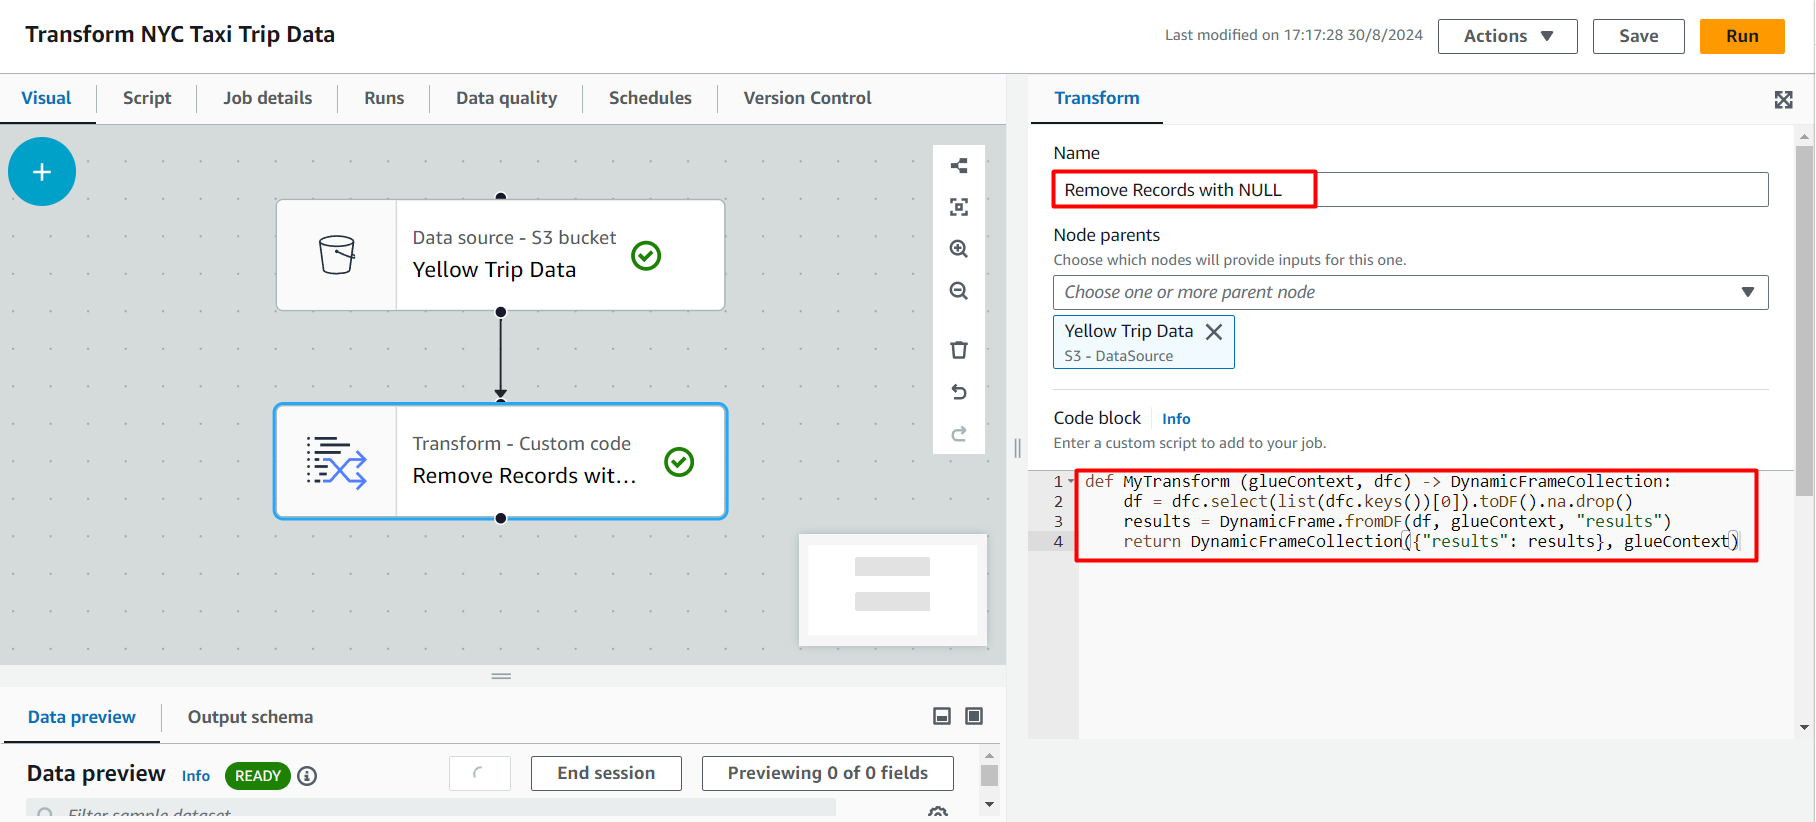 Transform NYC Taxi Trip Data
Last modified on 17:17:28 30/8/2024
Actions
Save
Run
Visual
Script
Job details
Runs
Data quality
Schedules
Version Control
Data source - S3 bucket
Yellow Trip Data
Transform - Custom code
Remove Records wit...
Data preview
Output schema
Data preview
Info
READY
End session
Previewing 0 of 0 fields
Filter sample dataset
Transform
Name
Remove Records with NULL
Node parents
Choose which nodes will provide inputs for this one.
Choose one or more parent node
Yellow Trip Data
S3 - DataSource
Code block
Info
Enter a custom script to add to your job.
1 def MyTransform (glueContext, dfc) -> DynamicFrameCollection:
2 df = dfc.select(list(dfc.keys())[0]).toDF().na.drop()
3 results = DynamicFrame.fromDF(df, glueContext, "results")
4 return DynamicFrameCollection({"results": results}, glueContext)